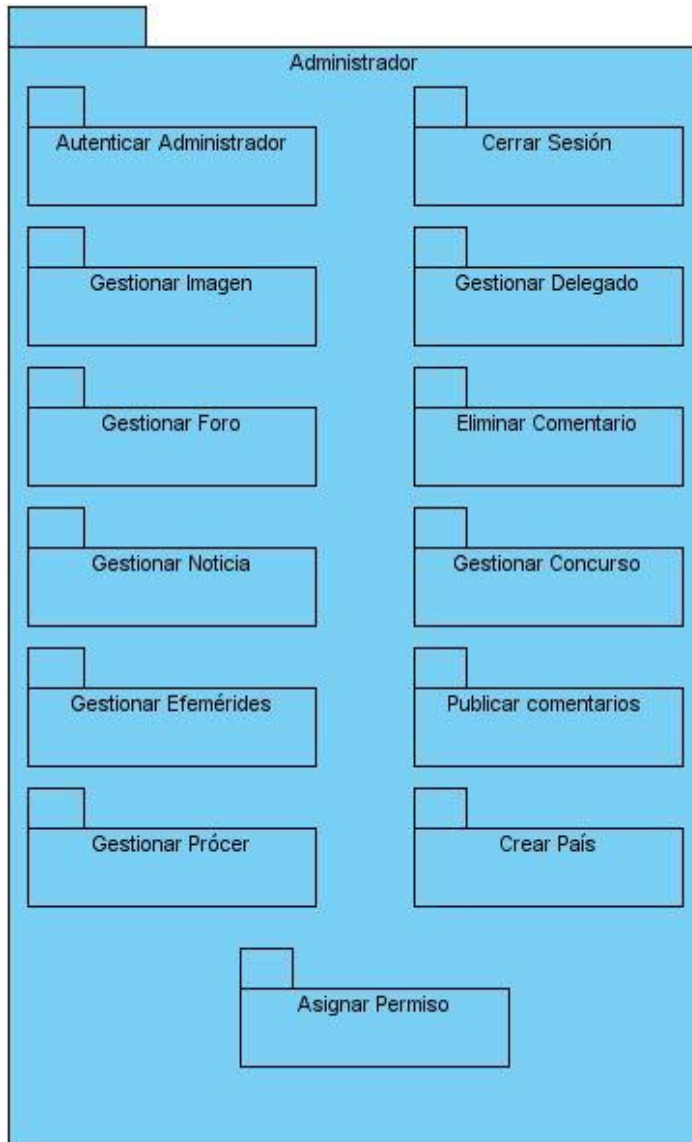 Administrador
Autenticar Administrador
Cerrar Sesión
Gestionar Imagen
Gestionar Delegado
Gestionar Foro
Eliminar Comentario
Gestionar Noticia
Gestionar Concurso
Gestionar Efemérides
Publicar comentarios
Gestionar Prócer
Crear País
Asignar Permiso